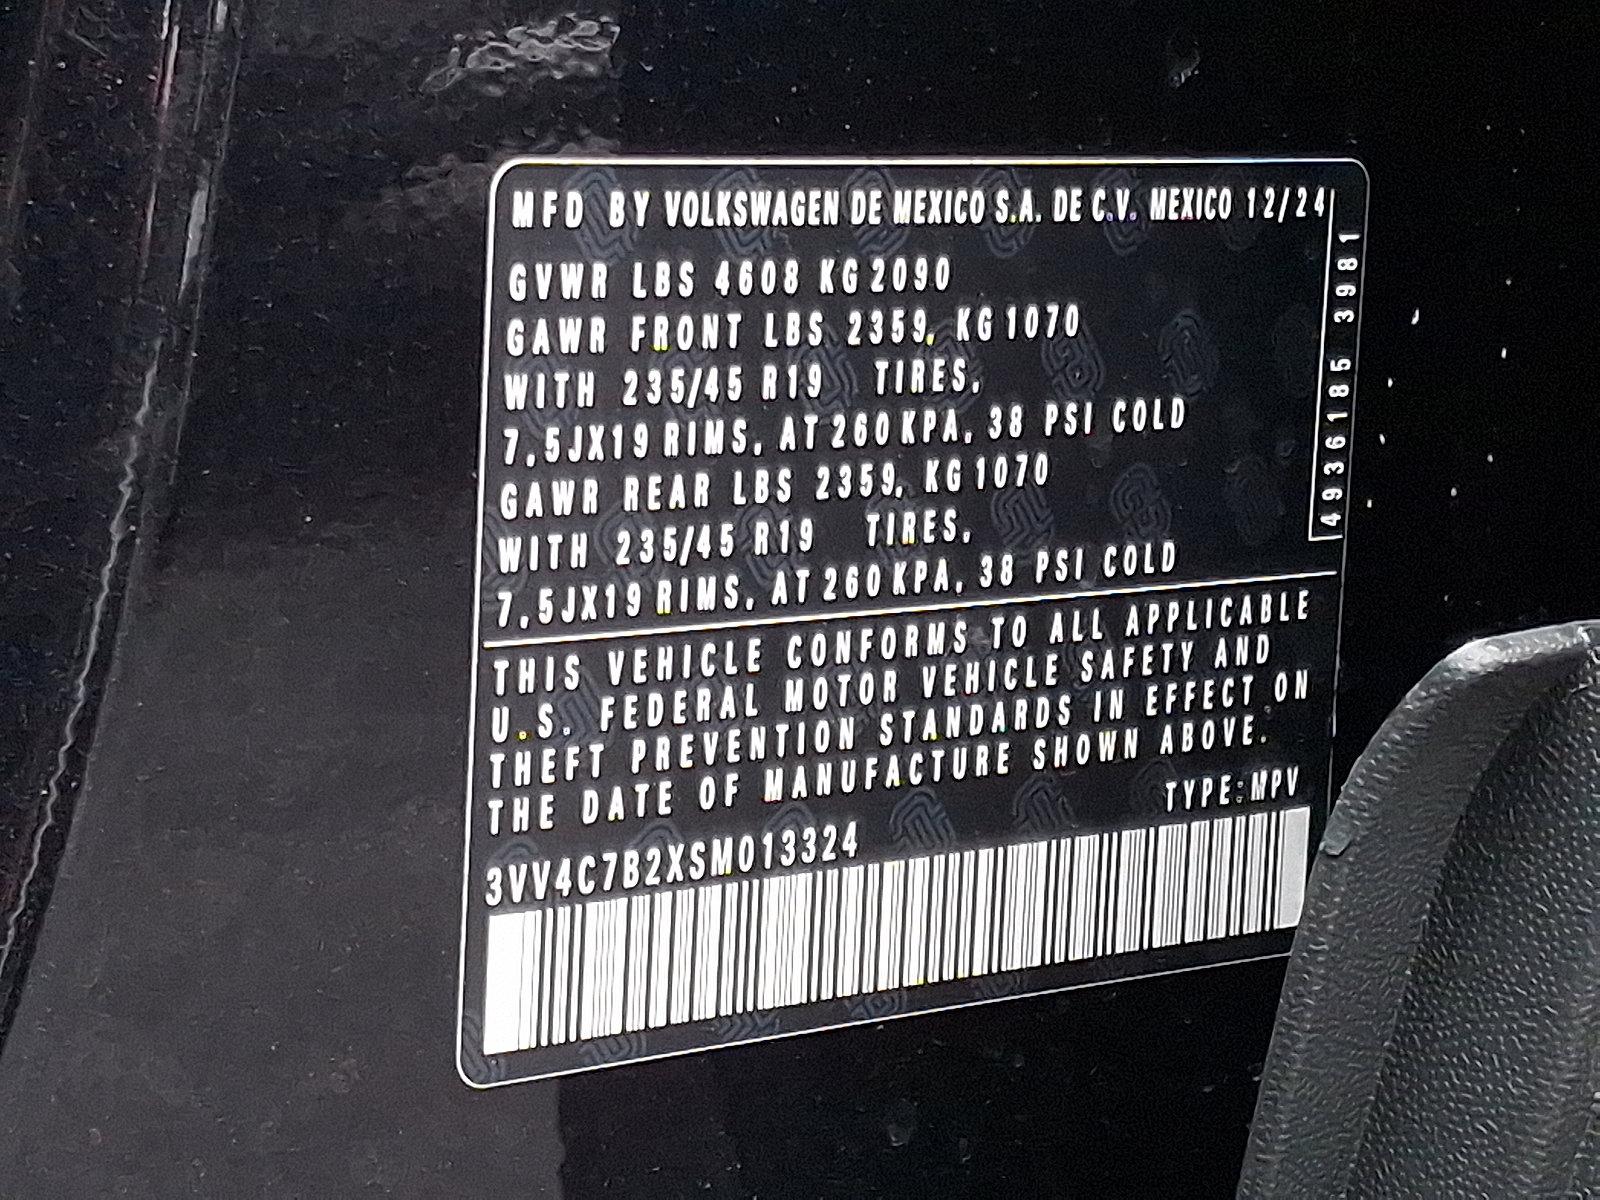 MFD BY VOLKSWAGEN DE MEXICO S.A. DE C.V. MEXICO 12/24
GVWR LBS 4608 KG 2090
GAWR FRONT LBS 2359, KG 1070
WITH 235/45 R19 TIRES,
7,5JX19 RIMS, AT 260 KPA, 38 PSI COLD
GAWR REAR LBS 2359, KG 1070
WITH 235/45 R19 TIRES,
7,5JX19 RIMS, AT 260 KPA, 38 PSI COLD
4936185 3981
THIS VEHICLE CONFORMS TO ALL APPLICABLE
U.S. FEDERAL MOTOR VEHICLE SAFETY AND
THEFT PREVENTION STANDARDS IN EFFECT ON
THE DATE OF MANUFACTURE SHOWN ABOVE.
TYPE:MPV
3VV4C7B2XSM013324